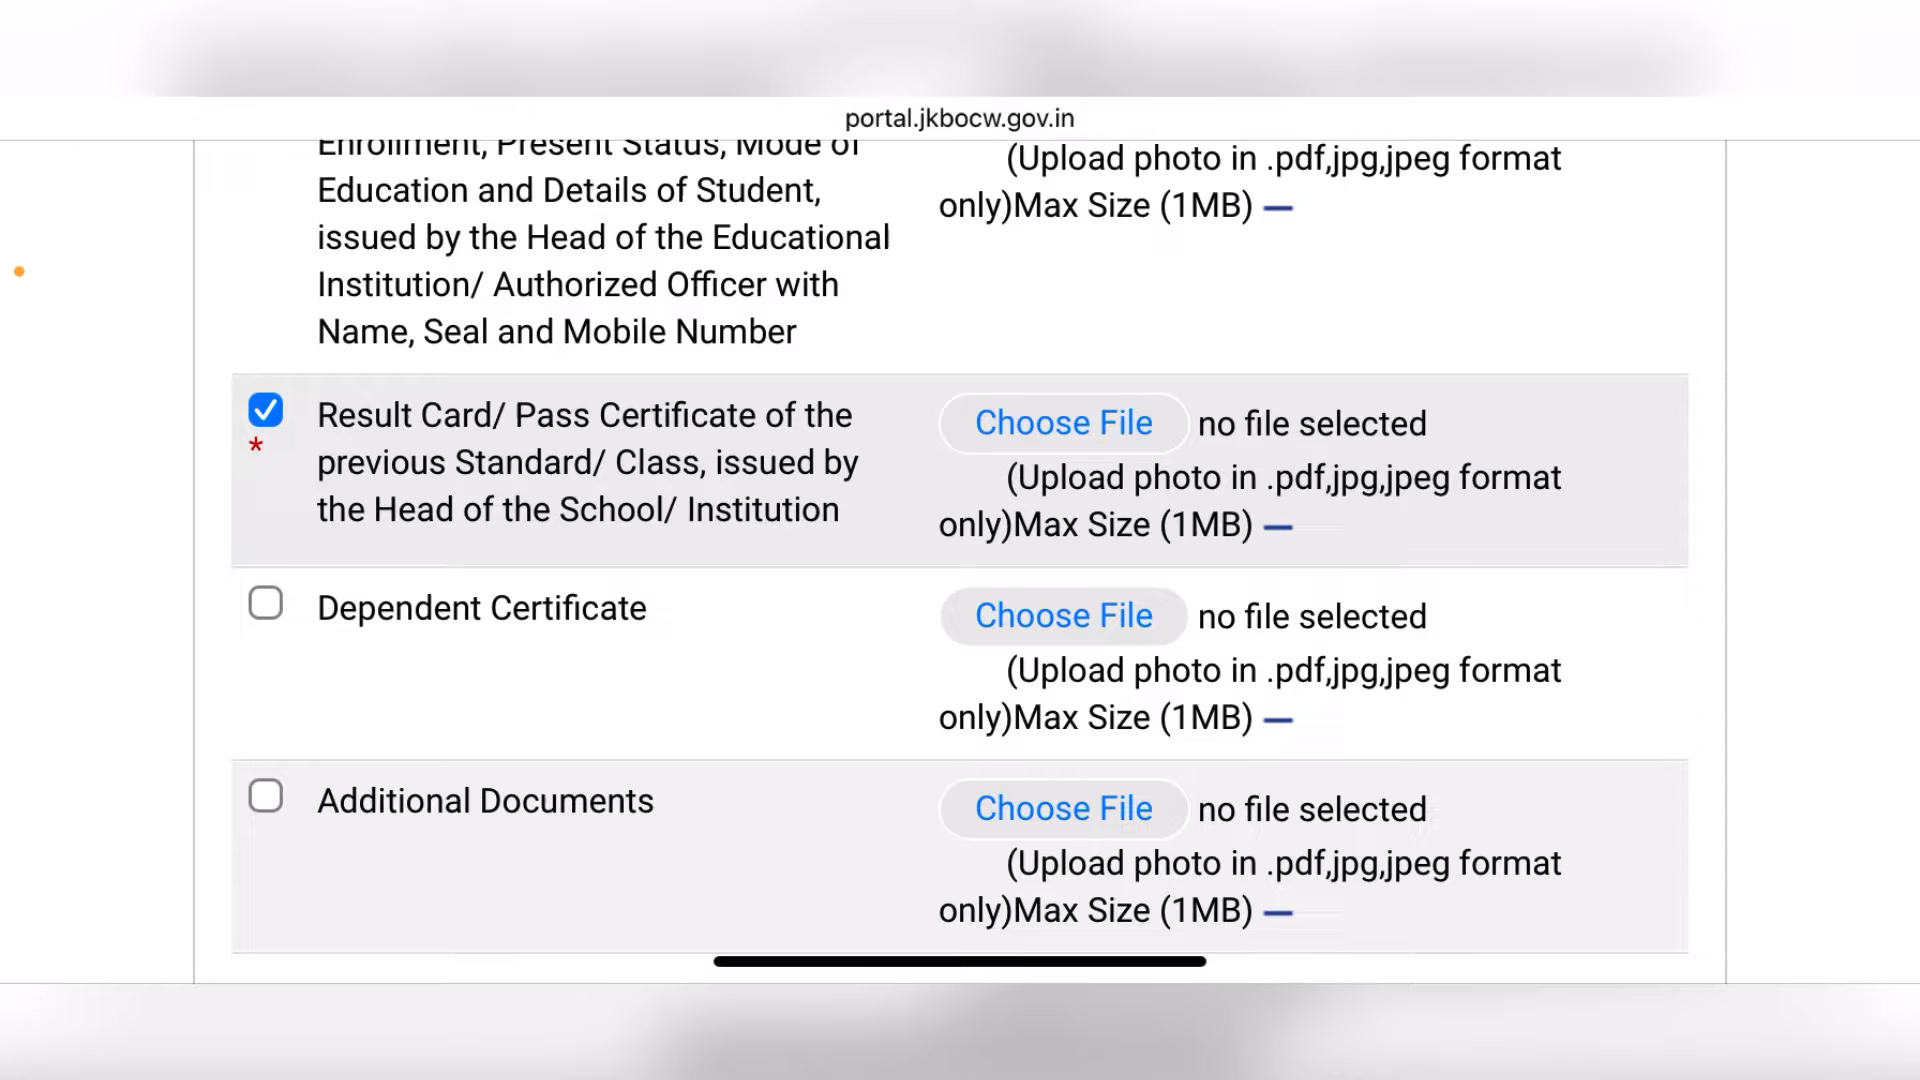 portal.jkbocw.gov.in
Enrollment, Present Status, Mode of
Education and Details of Student,
issued by the Head of the Educational
Institution/ Authorized Officer with
Name, Seal and Mobile Number
(Upload photo in .pdf,jpg,jpeg format
only)Max Size (1MB)
*
Result Card/ Pass Certificate of the
previous Standard/ Class, issued by
the Head of the School/ Institution
Choose File no file selected
(Upload photo in .pdf,jpg,jpeg format
only)Max Size (1MB)
Dependent Certificate
Choose File no file selected
(Upload photo in .pdf,jpg,jpeg format
only)Max Size (1MB)
Additional Documents
Choose File no file selected
(Upload photo in .pdf,jpg,jpeg format
only)Max Size (1MB)